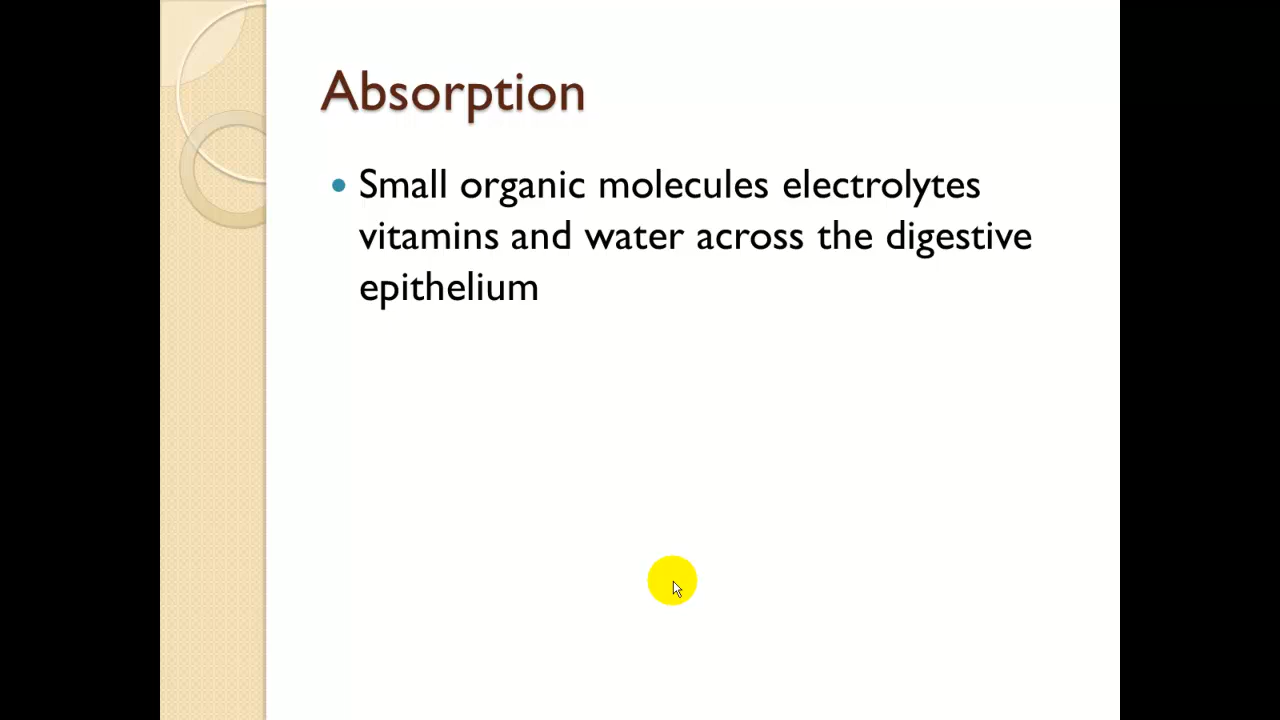 Absorption
• Small organic molecules electrolytes
vitamins and water across the digestive
epithelium